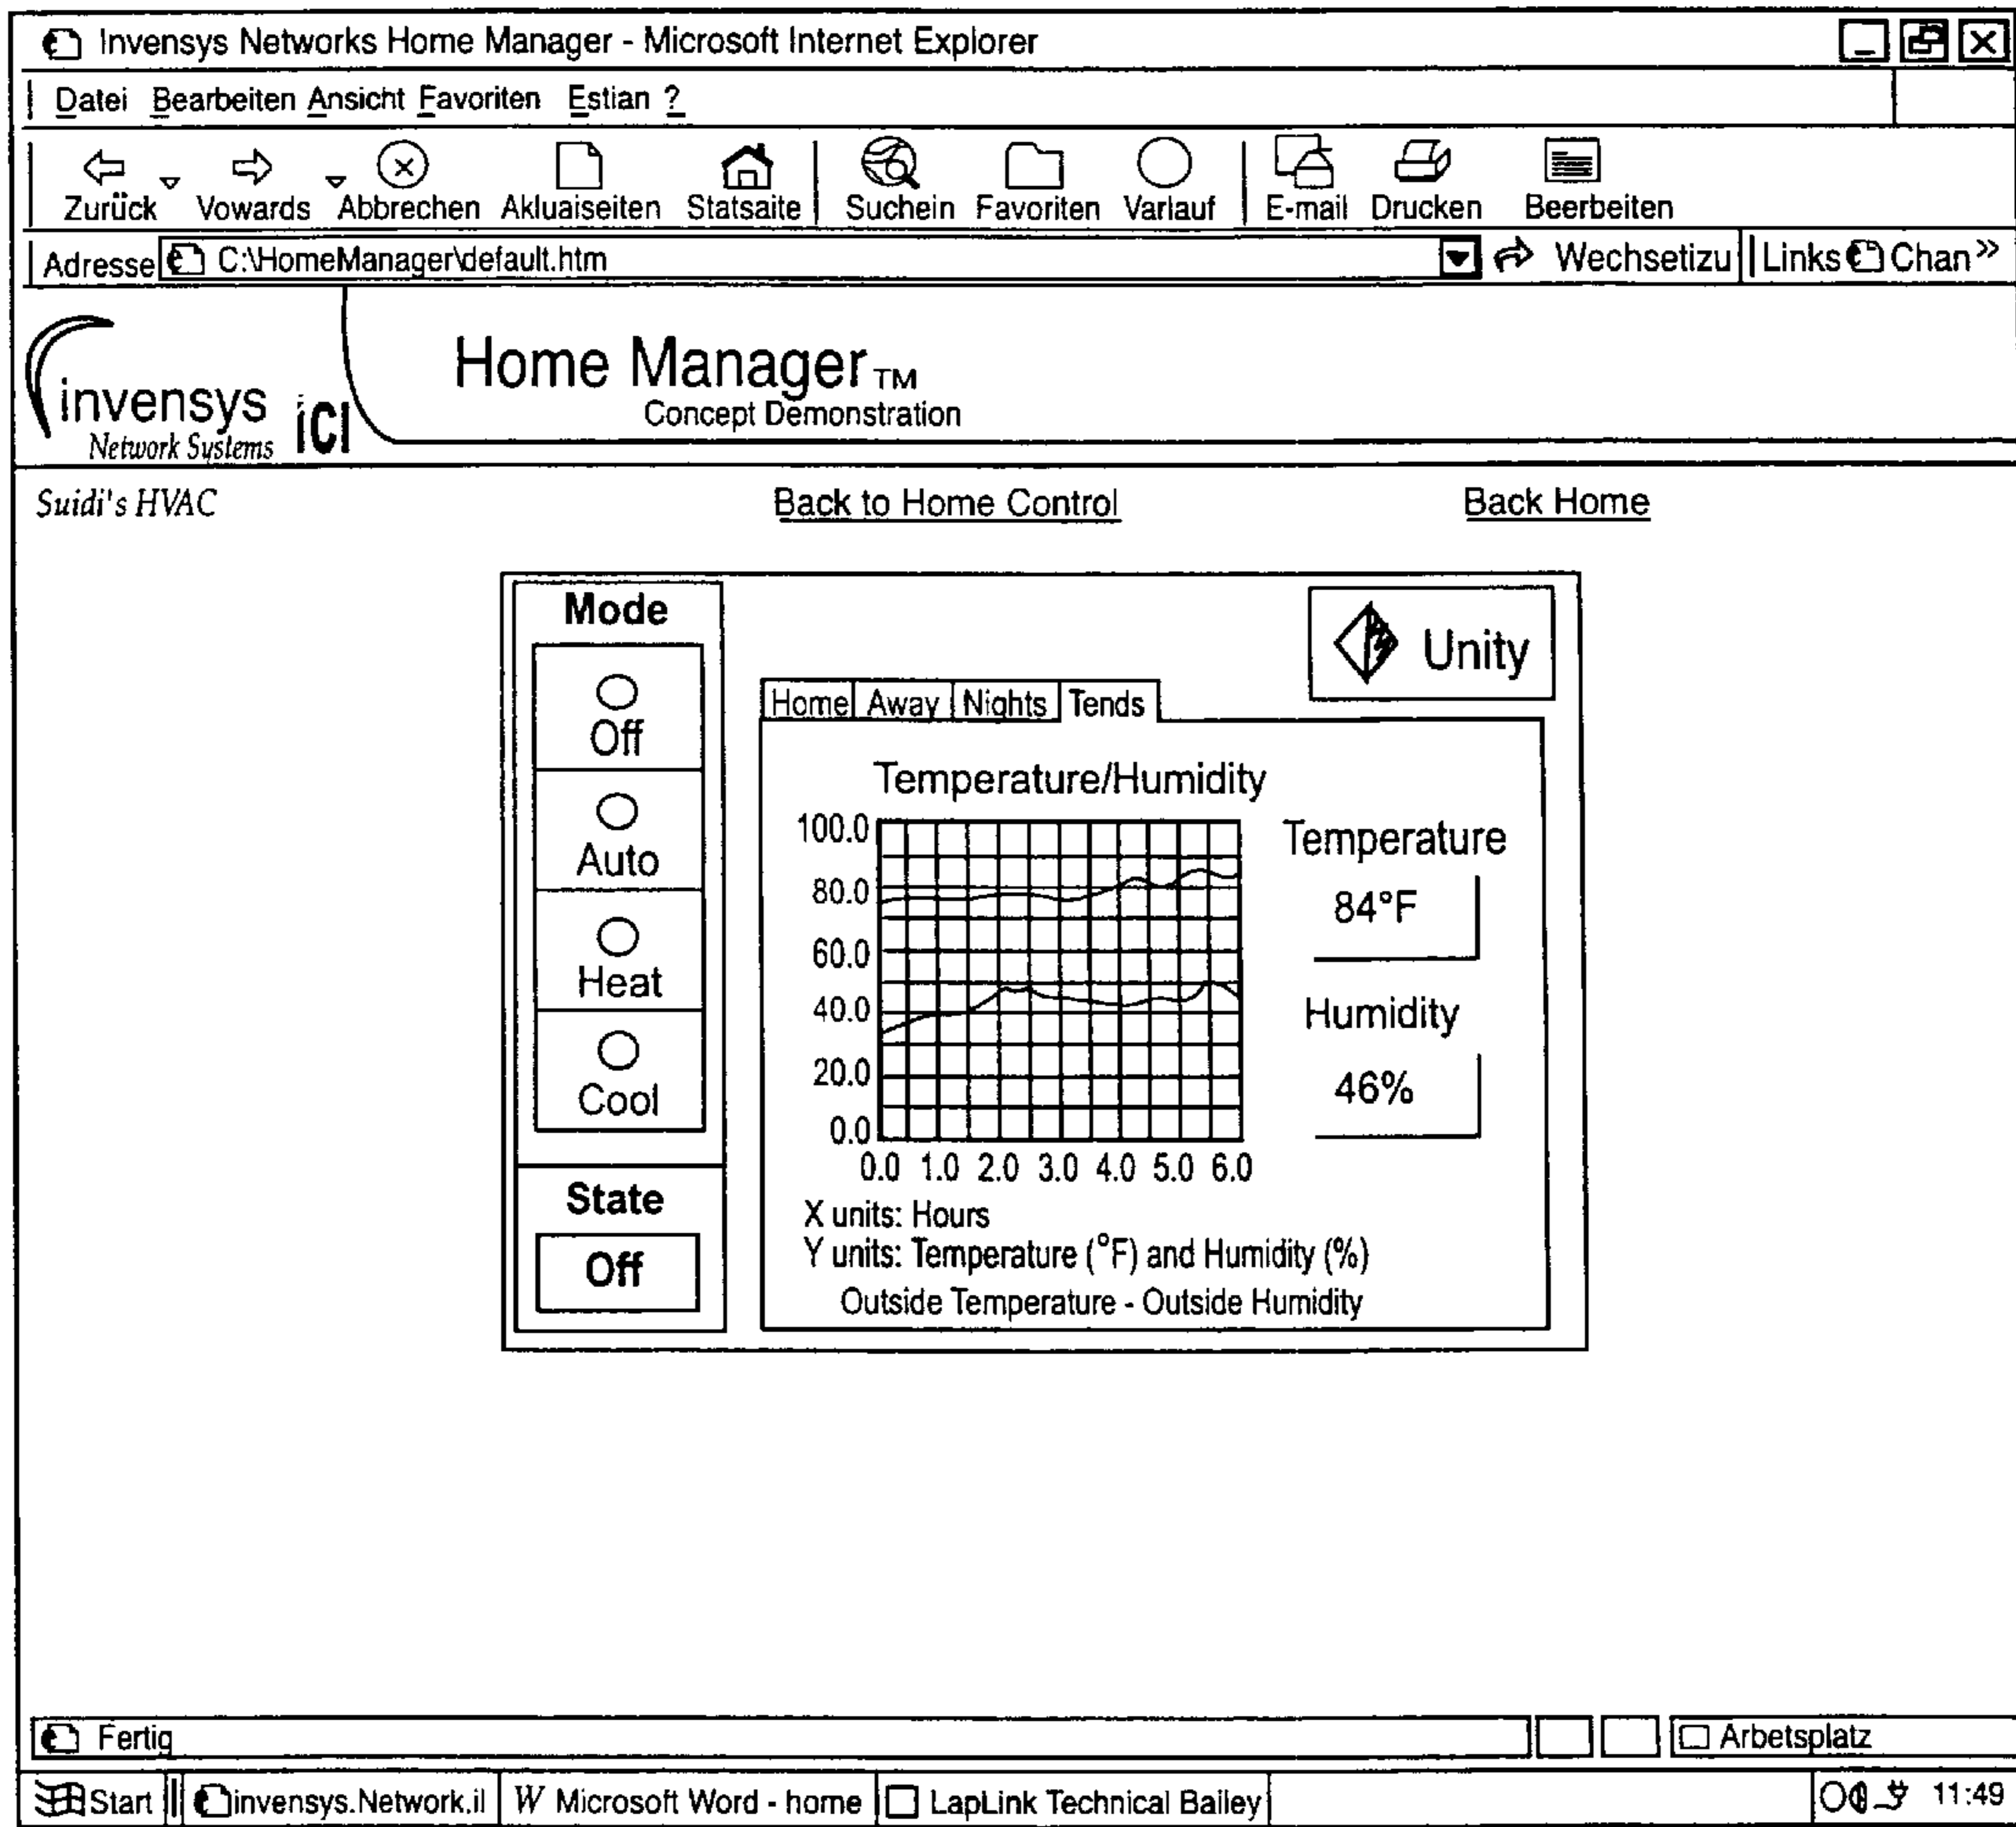 Invensys Networks Home Manager - Microsoft Internet Explorer
Datei Bearbeiten Ansicht Favoriten Estian ?
Zurück Vowards Abbrechen Akluaiseiten Statsaite Suchein Favoriten Varlauf E-mail Drucken Beerbeiten
Adresse C:\HomeManager\default.htm Wechsetizu Links Chan»
invensys
Network Systems
ici
Home Manager TM
Concept Demonstration
Suidi's HVAC Back to Home Control Back Home
Mode
Off
Auto
Heat
Cool
State
Off
Unity
Home Away Nights Tends
Temperature/Humidity
100.0
80.0
60.0
40.0
20.0
0.0
0.0 1.0 2.0 3.0 4.0 5.0 6.0
X units: Hours
Y units: Temperature (°F) and Humidity (%)
Outside Temperature - Outside Humidity
Temperature
84°F
Humidity
46%
Fertig Arbetsplatz
Start invensys.Network.il W Microsoft Word - home LapLink Technical Bailey 11:49